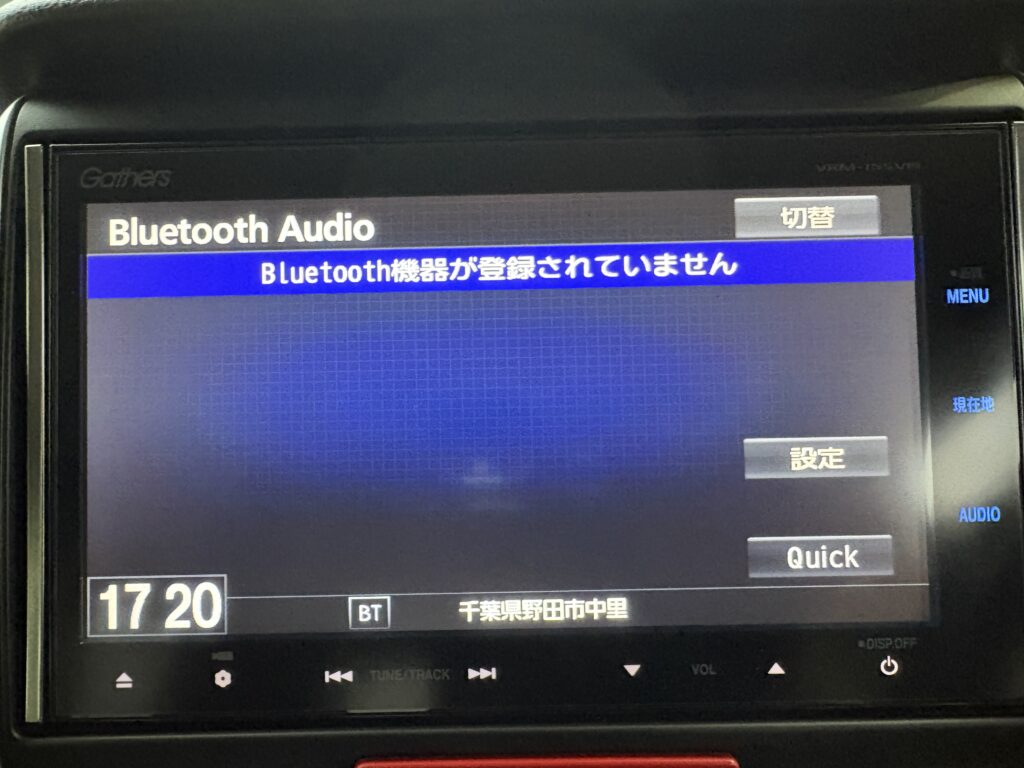 Gathers
Bluetooth Audio
切替
Bluetooth機器が登録されていません
MENU
現在地
設定
AUDIO
Quick
17 20
BT
千葉県野田市中里
DISP.OFF
TUNE/TRACK
VOL